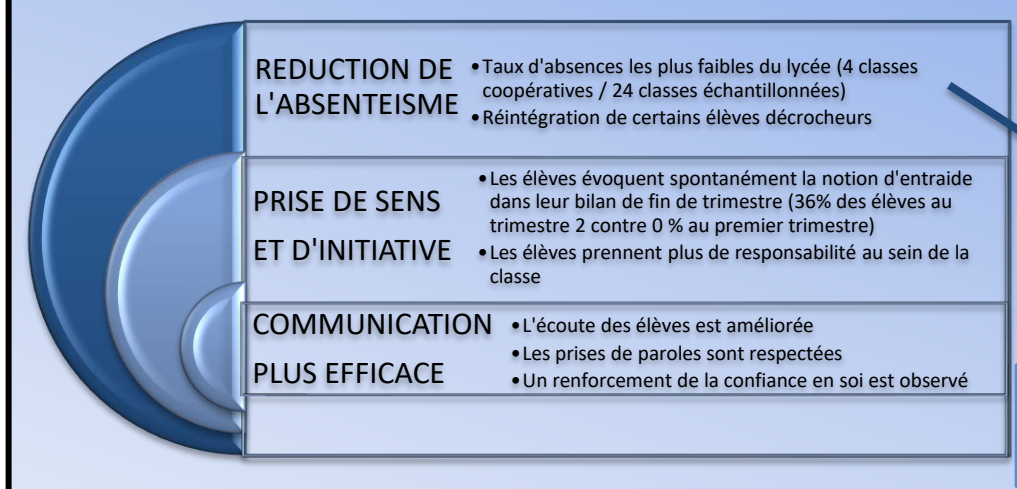 REDUCTION DE
L'ABSENTEISME
•Taux d'absences les plus faibles du lycée (4 classes
coopératives / 24 classes échantillonnées)
•Réintégration de certains élèves décrocheurs
PRISE DE SENS
ET D'INITIATIVE
•Les élèves évoquent spontanément la notion d'entraide
dans leur bilan de fin de trimestre (36% des élèves au
trimestre 2 contre 0 % au premier trimestre)
•Les élèves prennent plus de responsabilité au sein de la
classe
COMMUNICATION
PLUS EFFICACE
•L'écoute des élèves est améliorée
•Les prises de paroles sont respectées
•Un renforcement de la confiance en soi est observé